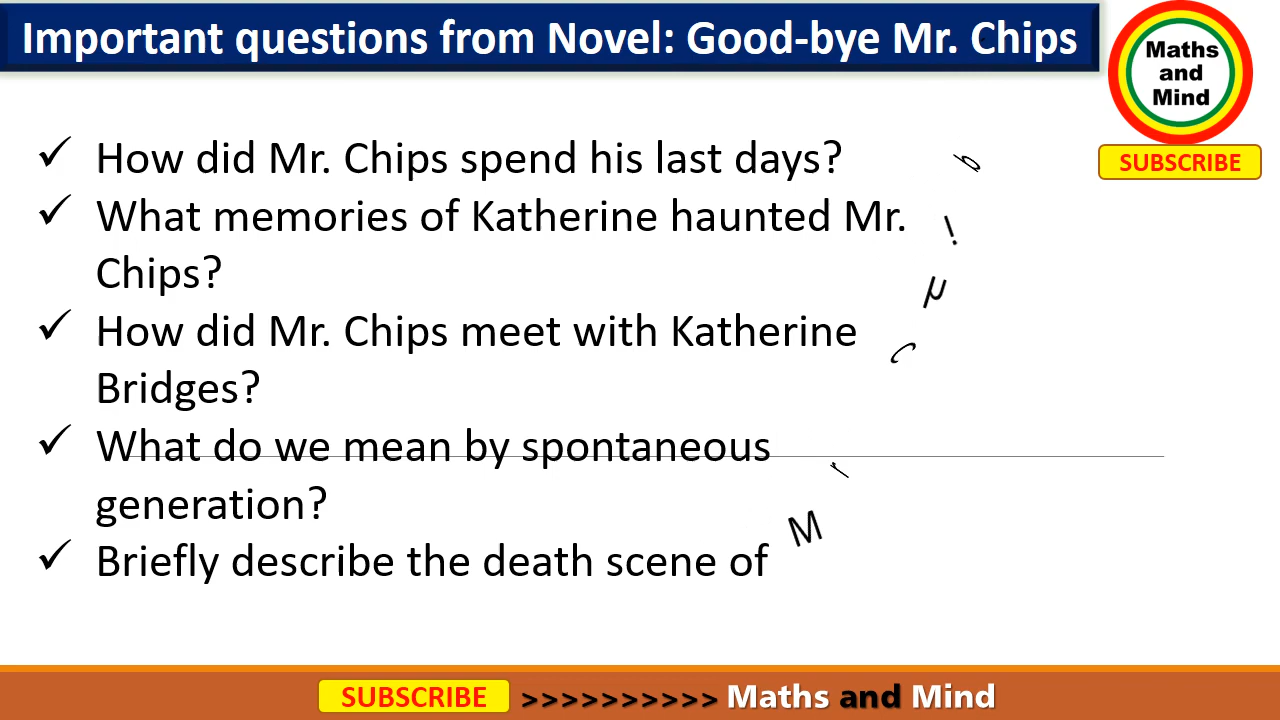 Important questions from Novel: Good-bye Mr. Chips
Maths
and
Mind
SUBSCRIBE
✓ How did Mr. Chips spend his last days?
✓ What memories of Katherine haunted Mr.
Chips?
✓ How did Mr. Chips meet with Katherine
Bridges?
✓ What do we mean by spontaneous
generation?
✓ Briefly describe the death scene of
M
SUBSCRIBE >>>>>>>>>> Maths and Mind